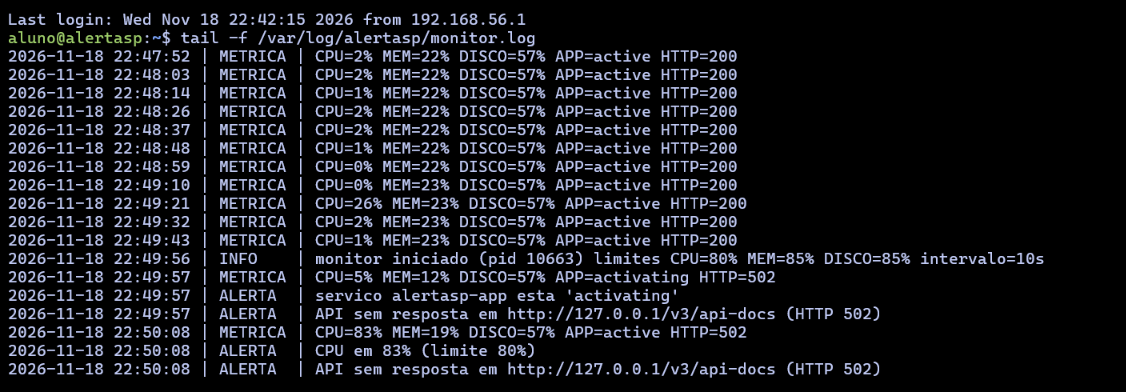 Last login: Wed Nov 18 22:42:15 2026 from 192.168.56.1
aluno@alertasp:~$ tail -f /var/log/alertasp/monitor.log
2026-11-18 22:47:52 | METRICA | CPU=2% MEM=22% DISCO=57% APP=active HTTP=200
2026-11-18 22:48:03 | METRICA | CPU=2% MEM=22% DISCO=57% APP=active HTTP=200
2026-11-18 22:48:14 | METRICA | CPU=1% MEM=22% DISCO=57% APP=active HTTP=200
2026-11-18 22:48:26 | METRICA | CPU=2% MEM=22% DISCO=57% APP=active HTTP=200
2026-11-18 22:48:37 | METRICA | CPU=2% MEM=22% DISCO=57% APP=active HTTP=200
2026-11-18 22:48:48 | METRICA | CPU=1% MEM=22% DISCO=57% APP=active HTTP=200
2026-11-18 22:48:59 | METRICA | CPU=0% MEM=22% DISCO=57% APP=active HTTP=200
2026-11-18 22:49:10 | METRICA | CPU=0% MEM=23% DISCO=57% APP=active HTTP=200
2026-11-18 22:49:21 | METRICA | CPU=26% MEM=23% DISCO=57% APP=active HTTP=200
2026-11-18 22:49:32 | METRICA | CPU=2% MEM=23% DISCO=57% APP=active HTTP=200
2026-11-18 22:49:43 | METRICA | CPU=1% MEM=23% DISCO=57% APP=active HTTP=200
2026-11-18 22:49:56 | INFO    | monitor iniciado (pid 10663) limites CPU=80% MEM=85% DISCO=85% intervalo=10s
2026-11-18 22:49:57 | METRICA | CPU=5% MEM=12% DISCO=57% APP=activating HTTP=502
2026-11-18 22:49:57 | ALERTA  | servico alertasp-app esta 'activating'
2026-11-18 22:49:57 | ALERTA  | API sem resposta em http://127.0.0.1/v3/api-docs (HTTP 502)
2026-11-18 22:50:08 | METRICA | CPU=83% MEM=19% DISCO=57% APP=active HTTP=502
2026-11-18 22:50:08 | ALERTA  | CPU em 83% (limite 80%)
2026-11-18 22:50:08 | ALERTA  | API sem resposta em http://127.0.0.1/v3/api-docs (HTTP 502)